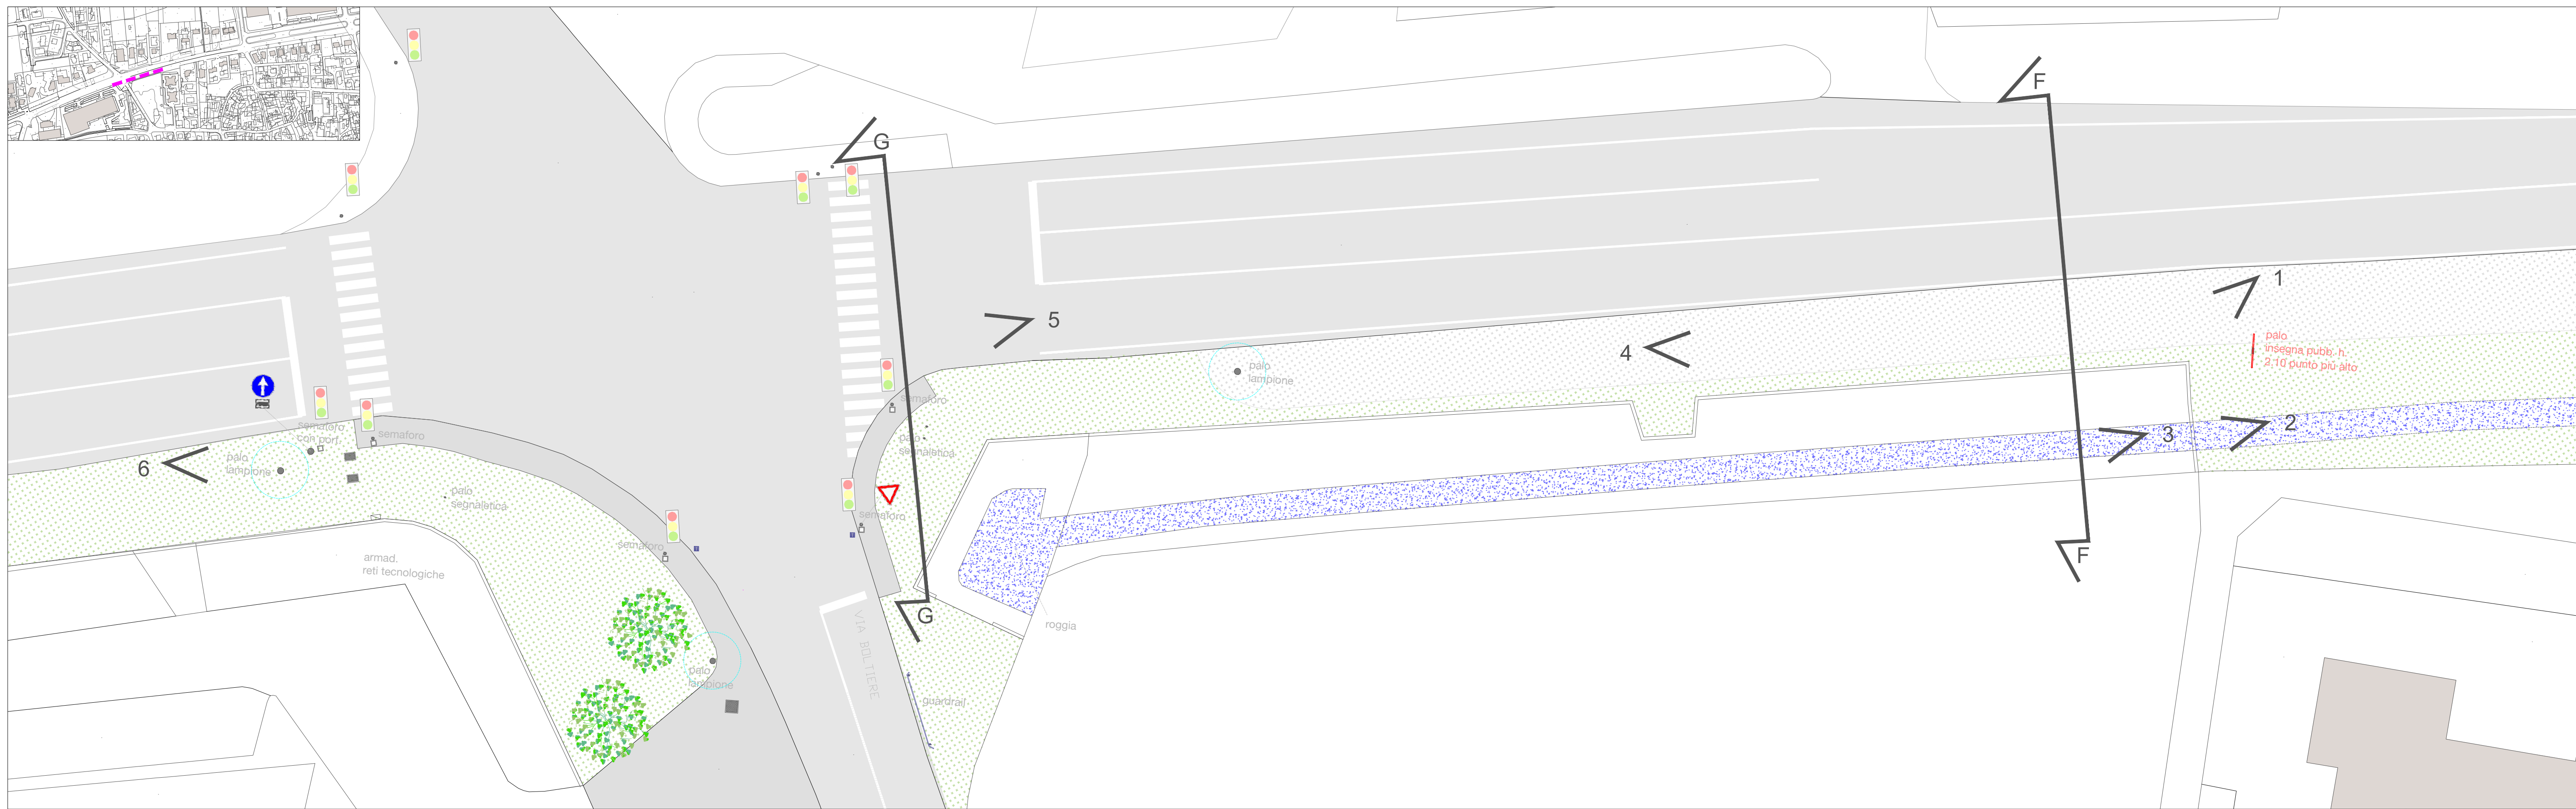 F
G
1
palo
insegna pubb. h.
2.10 punto più alto
5
4
palo
lampione
semaforo
palo
segnaletica
semaforo
con port.
semaforo
2
3
6
palo
lampione
palo
segnaletica
semaforo
semaforo
armad.
reti tecnologiche
F
G
roggia
VIA BOLTIERE
palo
lampione
guardrail